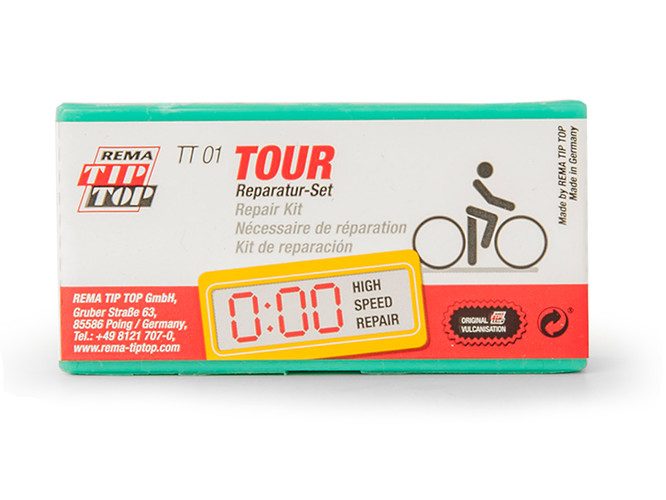 REMA
TIP
TOP
TT 01 TOUR
Reparatur-Set
Repair Kit
Nécessaire de réparation
Kit de reparación
Made by REMA TIP TOP
Made in Germany
REMA TIP TOP GmbH,
Gruber Straße 63,
85586 Poing / Germany,
Tel.: +49 8121 707-0,
www.rema-tiptop.com
0:00
HIGH
SPEED
REPAIR
ORIGINAL
VULCANISATION
®